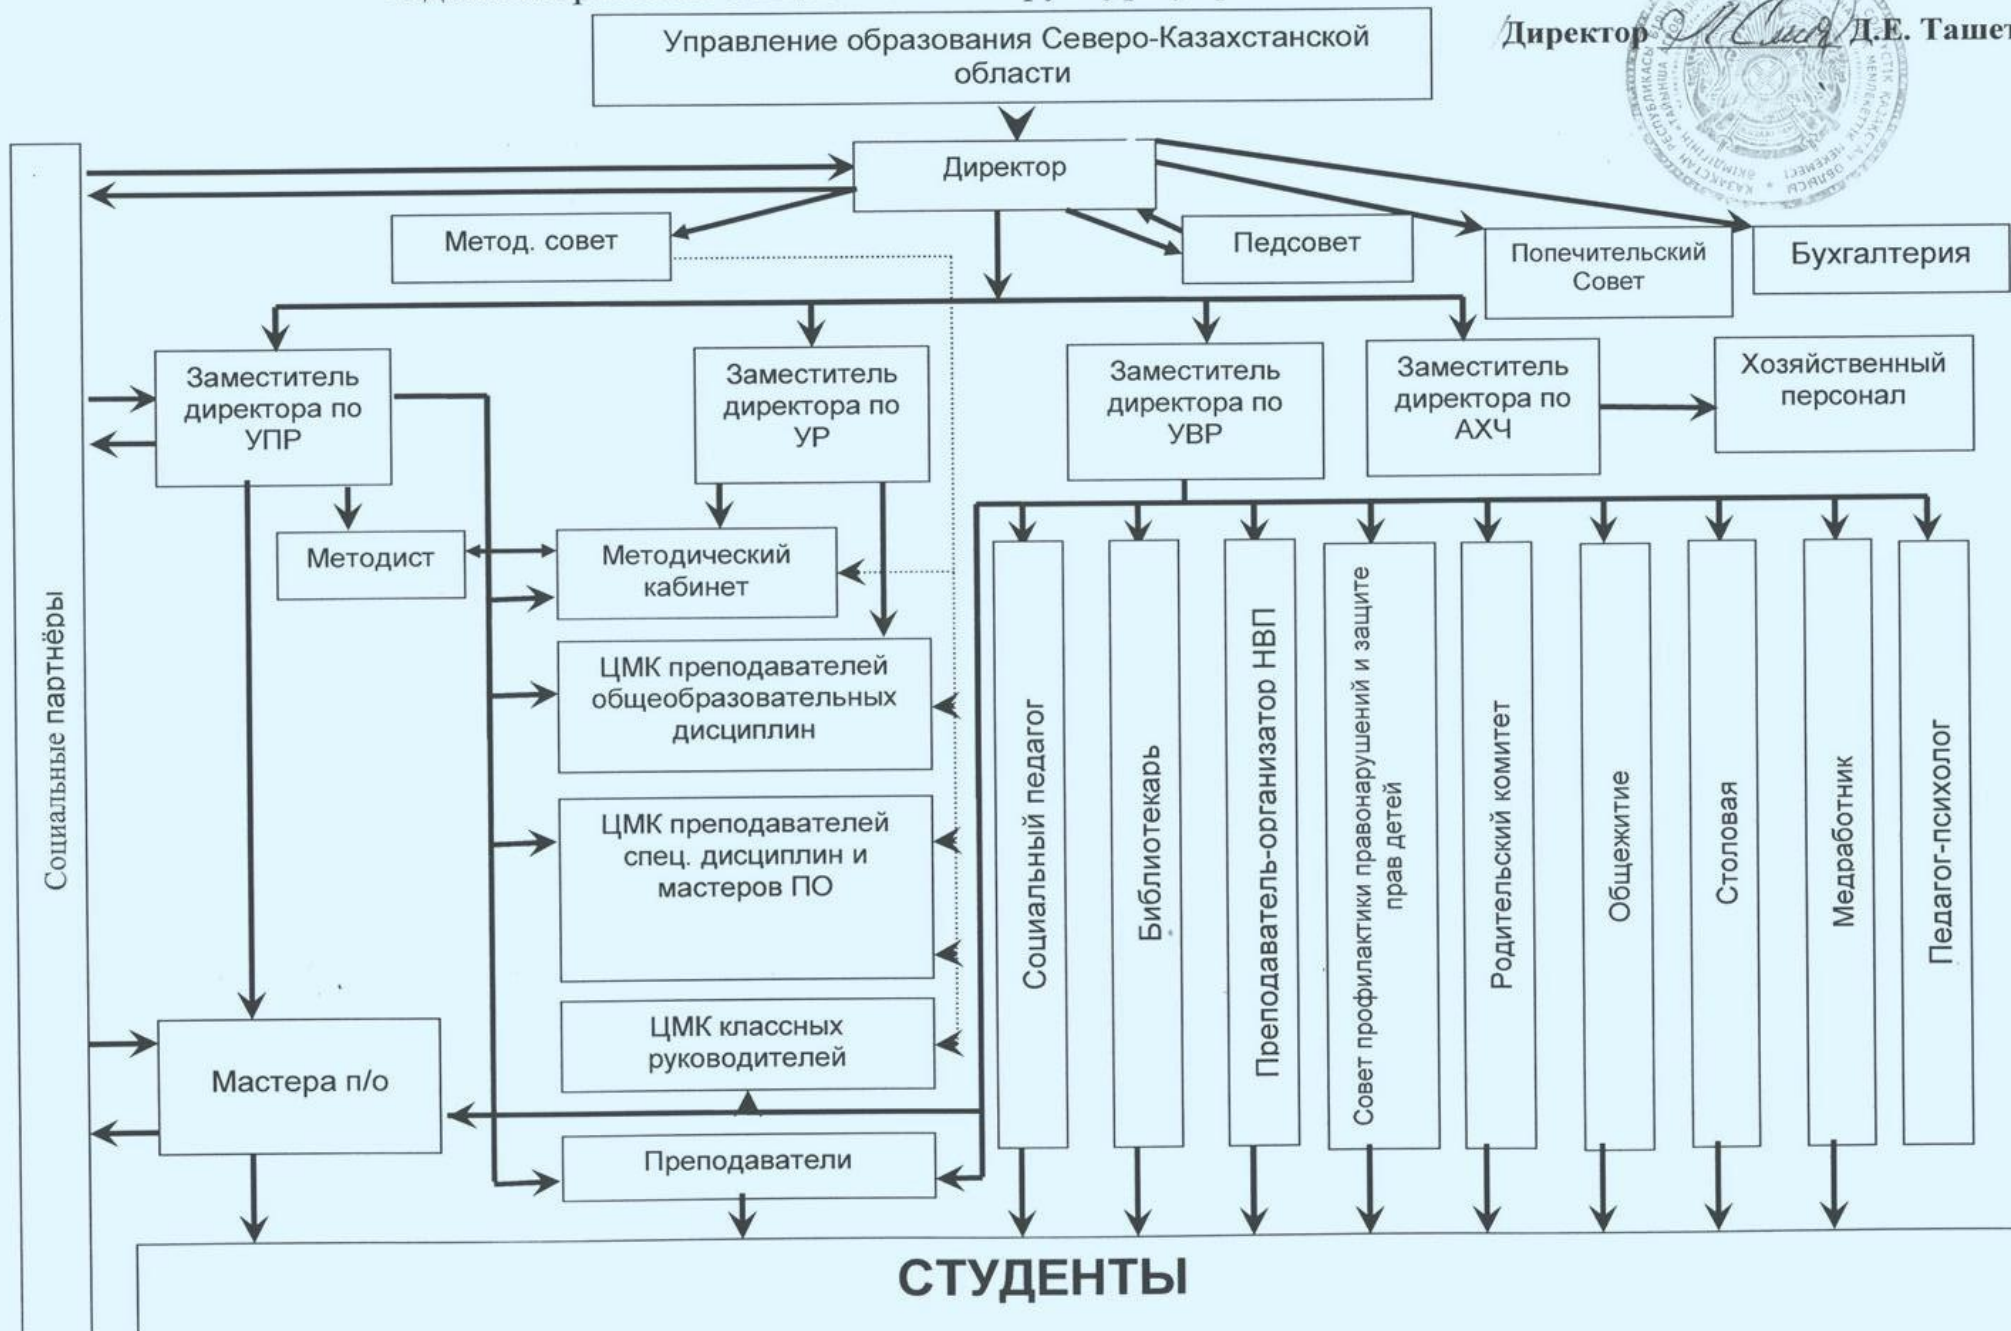 Директор
Д.Е. Ташет
Управление образования Северо-Казахстанской
области
Директор
Метод. совет
Педсовет
Попечительский
Совет
Бухгалтерия
Заместитель
директора по
УПР
Заместитель
директора по
УР
Заместитель
директора по
УВР
Заместитель
директора по
АХЧ
Хозяйственный
персонал
Методист
Методический
кабинет
ЦМК преподавателей
общеобразовательных
дисциплин
ЦМК преподавателей
спец. дисциплин и
мастеров ПО
ЦМК классных
руководителей
Мастера п/о
Преподаватели
Социальные партнёры
Социальный педагог
Библиотекарь
Преподаватель-организатор НВП
Совет профилактики правонарушений и защите
прав детей
Родительский комитет
Общежитие
Столовая
Медработник
Педагог-психолог
СТУДЕНТЫ